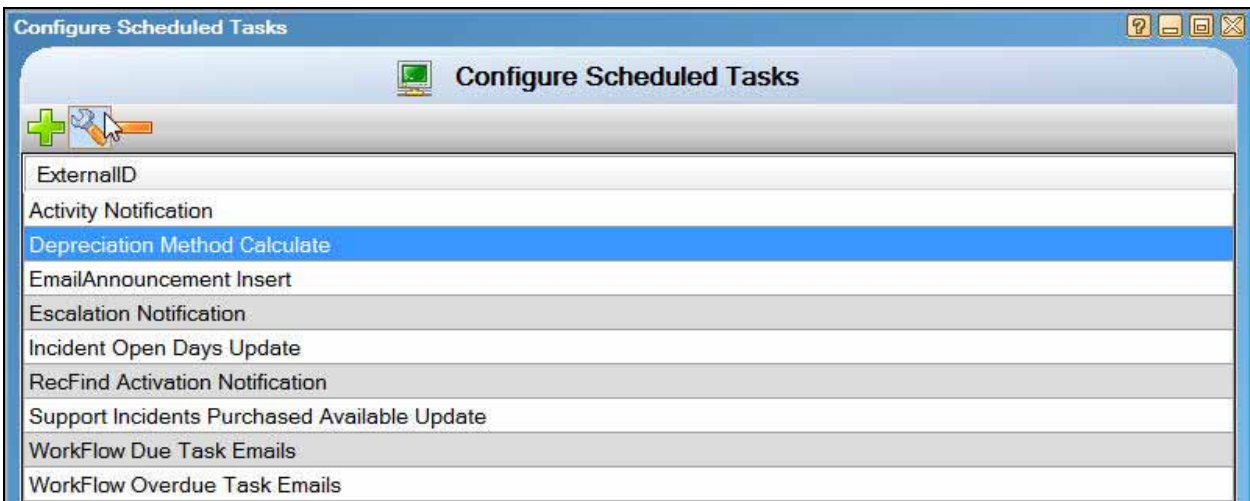 Configure Scheduled Tasks
Configure Scheduled Tasks
ExternalID
Activity Notification
Depreciation Method Calculate
EmailAnnouncement Insert
Escalation Notification
Incident Open Days Update
RecFind Activation Notification
Support Incidents Purchased Available Update
WorkFlow Due Task Emails
WorkFlow Overdue Task Emails